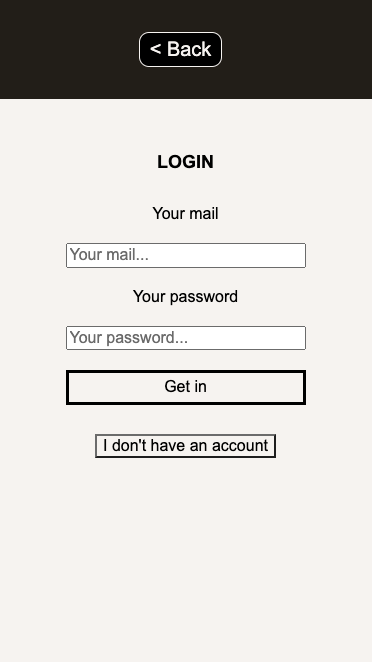 < Back
LOGIN
Your mail
Your mail...
Your password
Your password...
Get in
I don't have an account